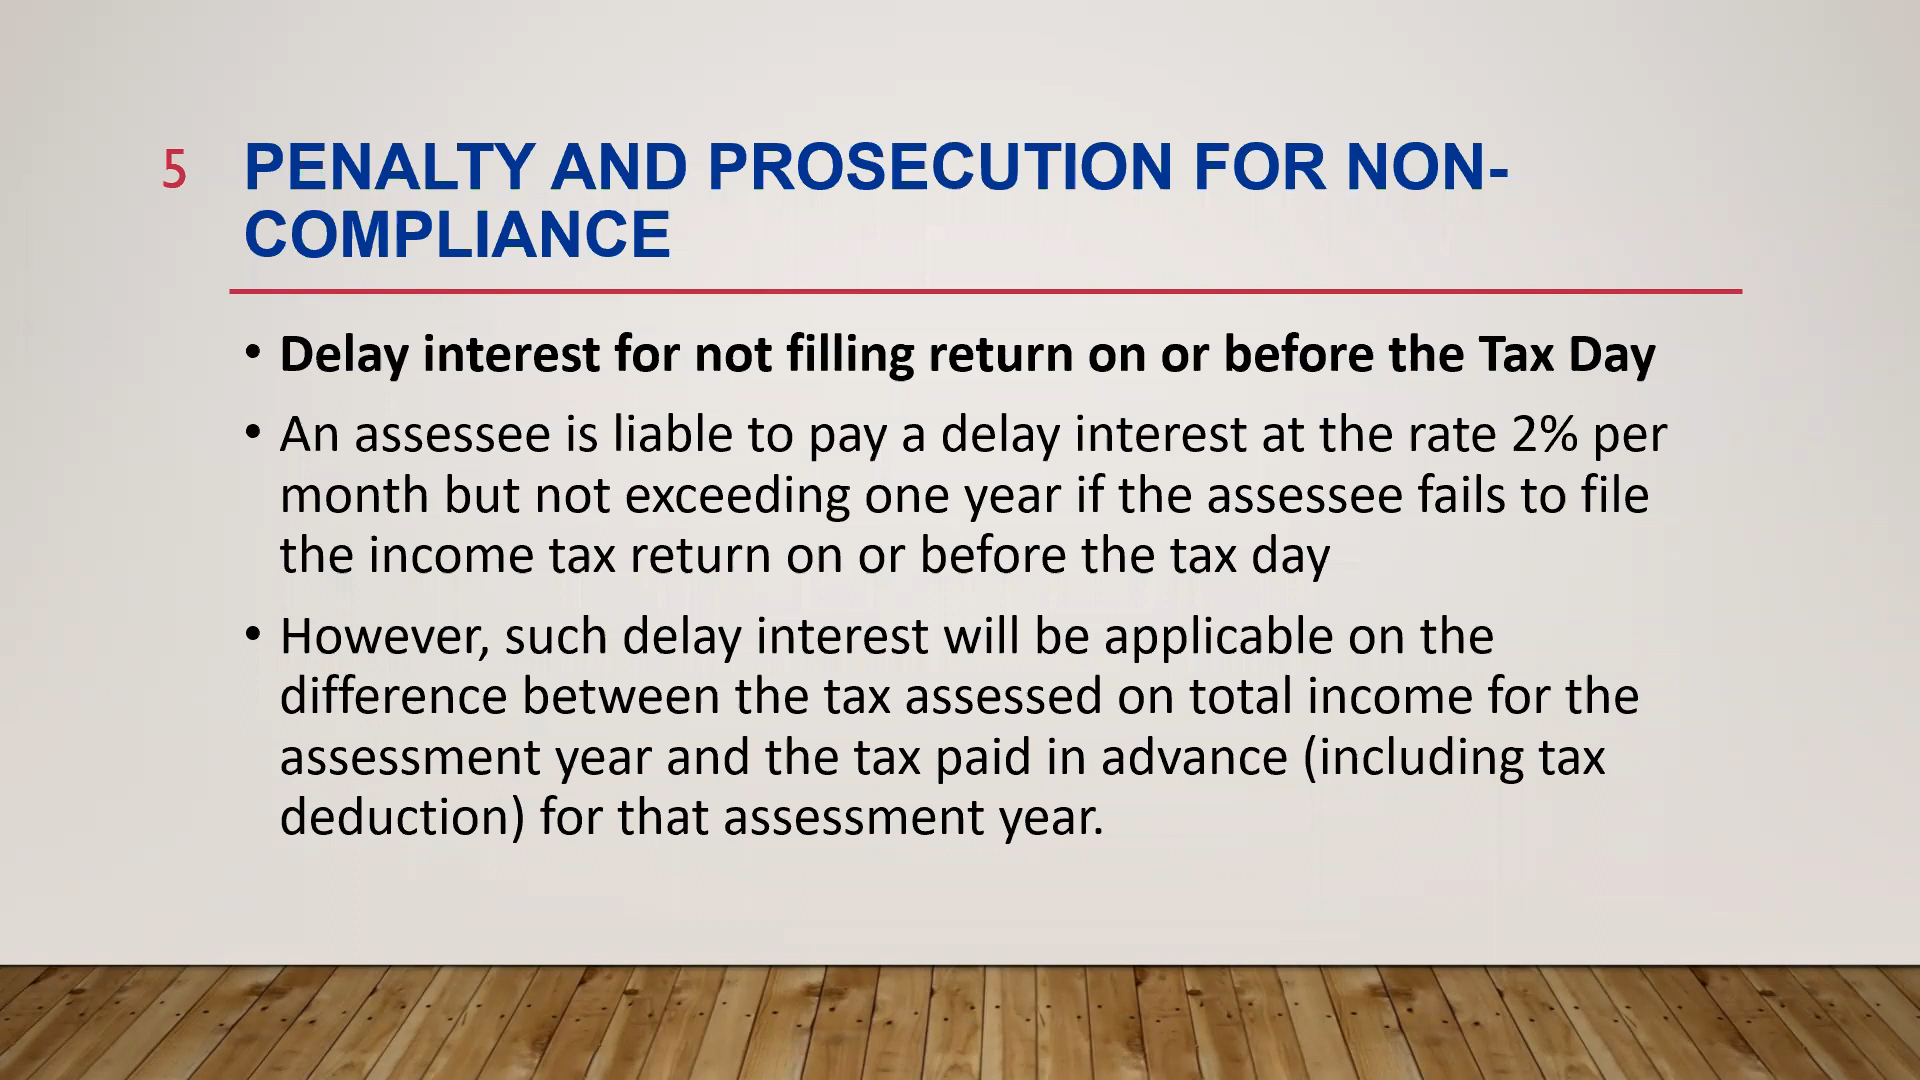 5
PENALTY AND PROSECUTION FOR NON-
COMPLIANCE
• Delay interest for not filling return on or before the Tax Day
• An assessee is liable to pay a delay interest at the rate 2% per
month but not exceeding one year if the assessee fails to file
the income tax return on or before the tax day
• However, such delay interest will be applicable on the
difference between the tax assessed on total income for the
assessment year and the tax paid in advance (including tax
deduction) for that assessment year.